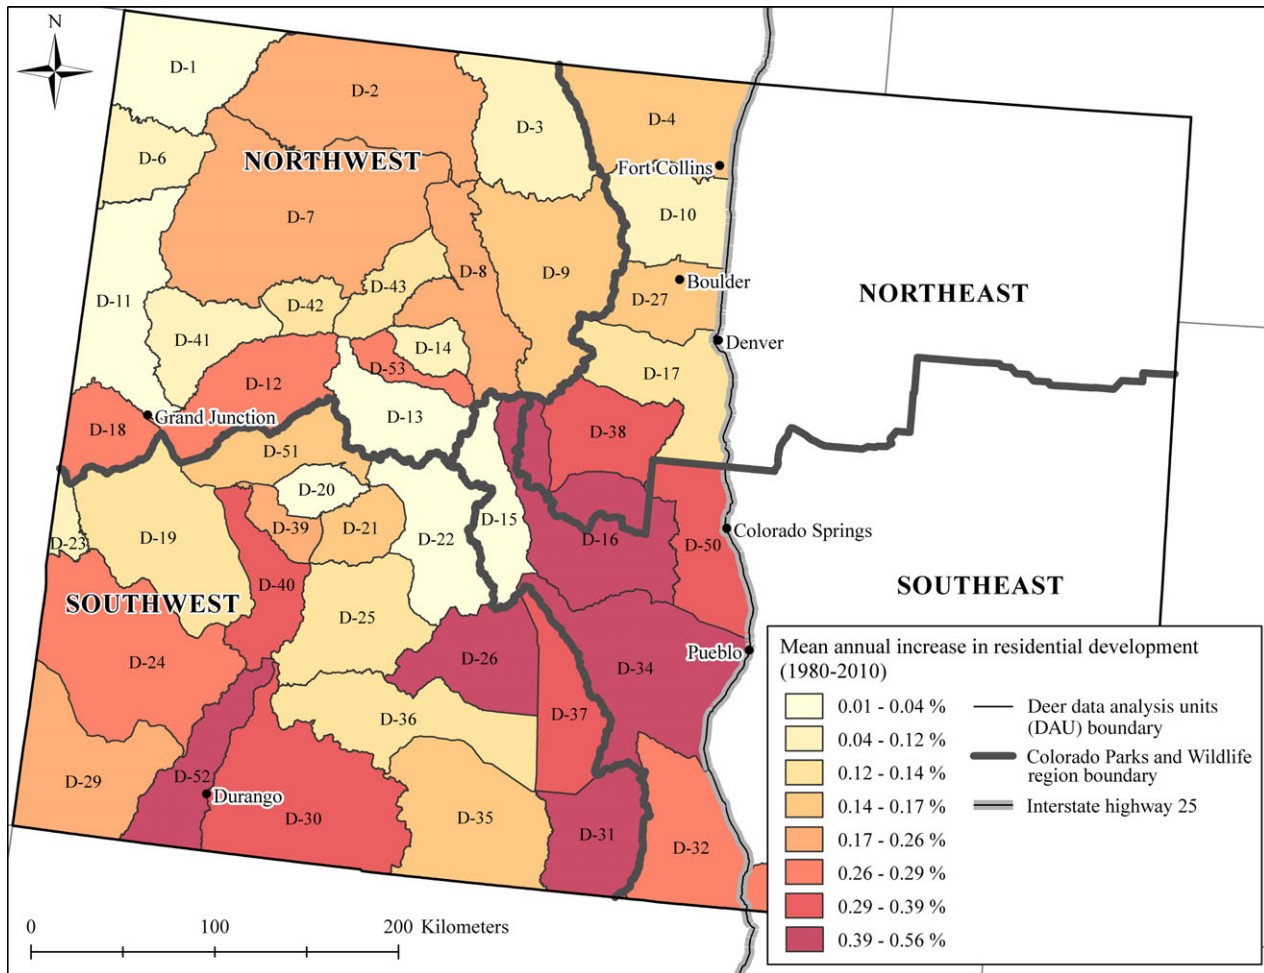 N
D-1
D-2
D-3
D-4
D-6
NORTHWEST
Fort Collins
D-7
D-10
D-8
D-9
Boulder
D-11
D-42
D-43
D-27
NORTHEAST
D-41
D-14
Denver
D-53
D-12
D-17
Grand Junction
D-13
D-18
D-38
D-51
D-20
D-15
D-23
D-19
D-39
D-21
D-22
D-16
D-50
Colorado Springs
D-40
SOUTHWEST
SOUTHEAST
D-25
D-24
D-26
D-34
Pueblo
D-36
D-37
D-29
D-52
Durango
D-30
D-35
D-31
D-32
Mean annual increase in residential development
(1980-2010)
0.01 - 0.04 %
0.04 - 0.12 %
0.12 - 0.14 %
0.14 - 0.17 %
0.17 - 0.26 %
0.26 - 0.29 %
0.29 - 0.39 %
0.39 - 0.56 %
Deer data analysis units
(DAU) boundary
Colorado Parks and Wildlife
region boundary
Interstate highway 25
0 100 200 Kilometers